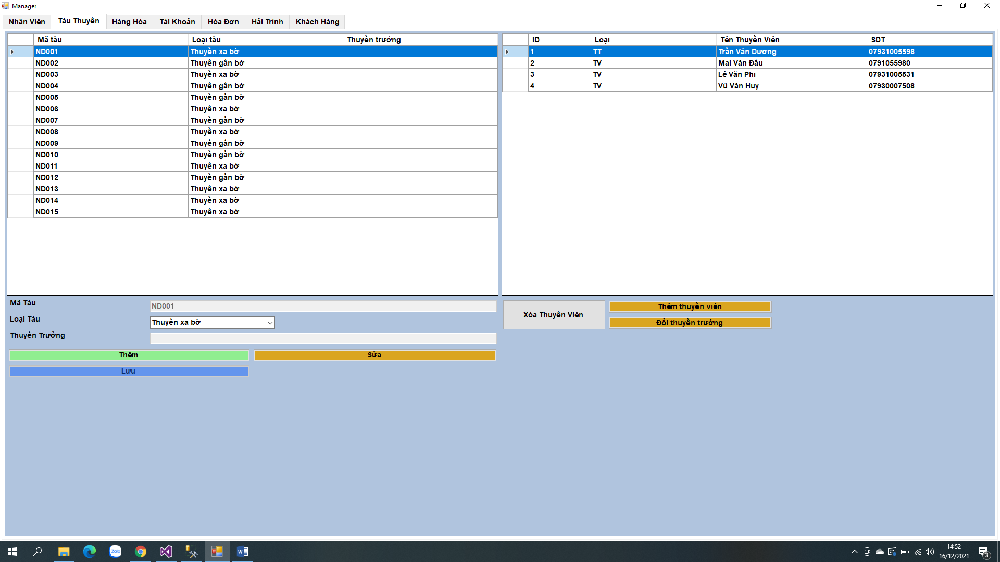 Manager
Nhân Viên Tàu Thuyền Hàng Hóa Tài Khoản Hóa Đơn Hải Trình Khách Hàng
Mã tàu Loại tàu Thuyền trưởng
ND001 Thuyền xa bờ
ND002 Thuyền gần bờ
ND003 Thuyền xa bờ
ND004 Thuyền gần bờ
ND005 Thuyền gần bờ
ND006 Thuyền xa bờ
ND007 Thuyền gần bờ
ND008 Thuyền xa bờ
ND009 Thuyền gần bờ
ND010 Thuyền gần bờ
ND011 Thuyền xa bờ
ND012 Thuyền gần bờ
ND013 Thuyền xa bờ
ND014 Thuyền xa bờ
ND015 Thuyền xa bờ
ID Loại Tên Thuyền Viên SDT
1 TT Trần Văn Dương 07931005598
2 TV Mai Văn Đẩu 0791055980
3 TV Lê Văn Phi 07931005531
4 TV Vũ Văn Huy 07930007508
Mã Tàu ND001
Loại Tàu Thuyền xa bờ
Thuyền Trưởng
Thêm Sửa
Lưu
Xóa Thuyền Viên
Thêm thuyền viên
Đổi thuyền trưởng
Zalo
14:52
16/12/2021
3